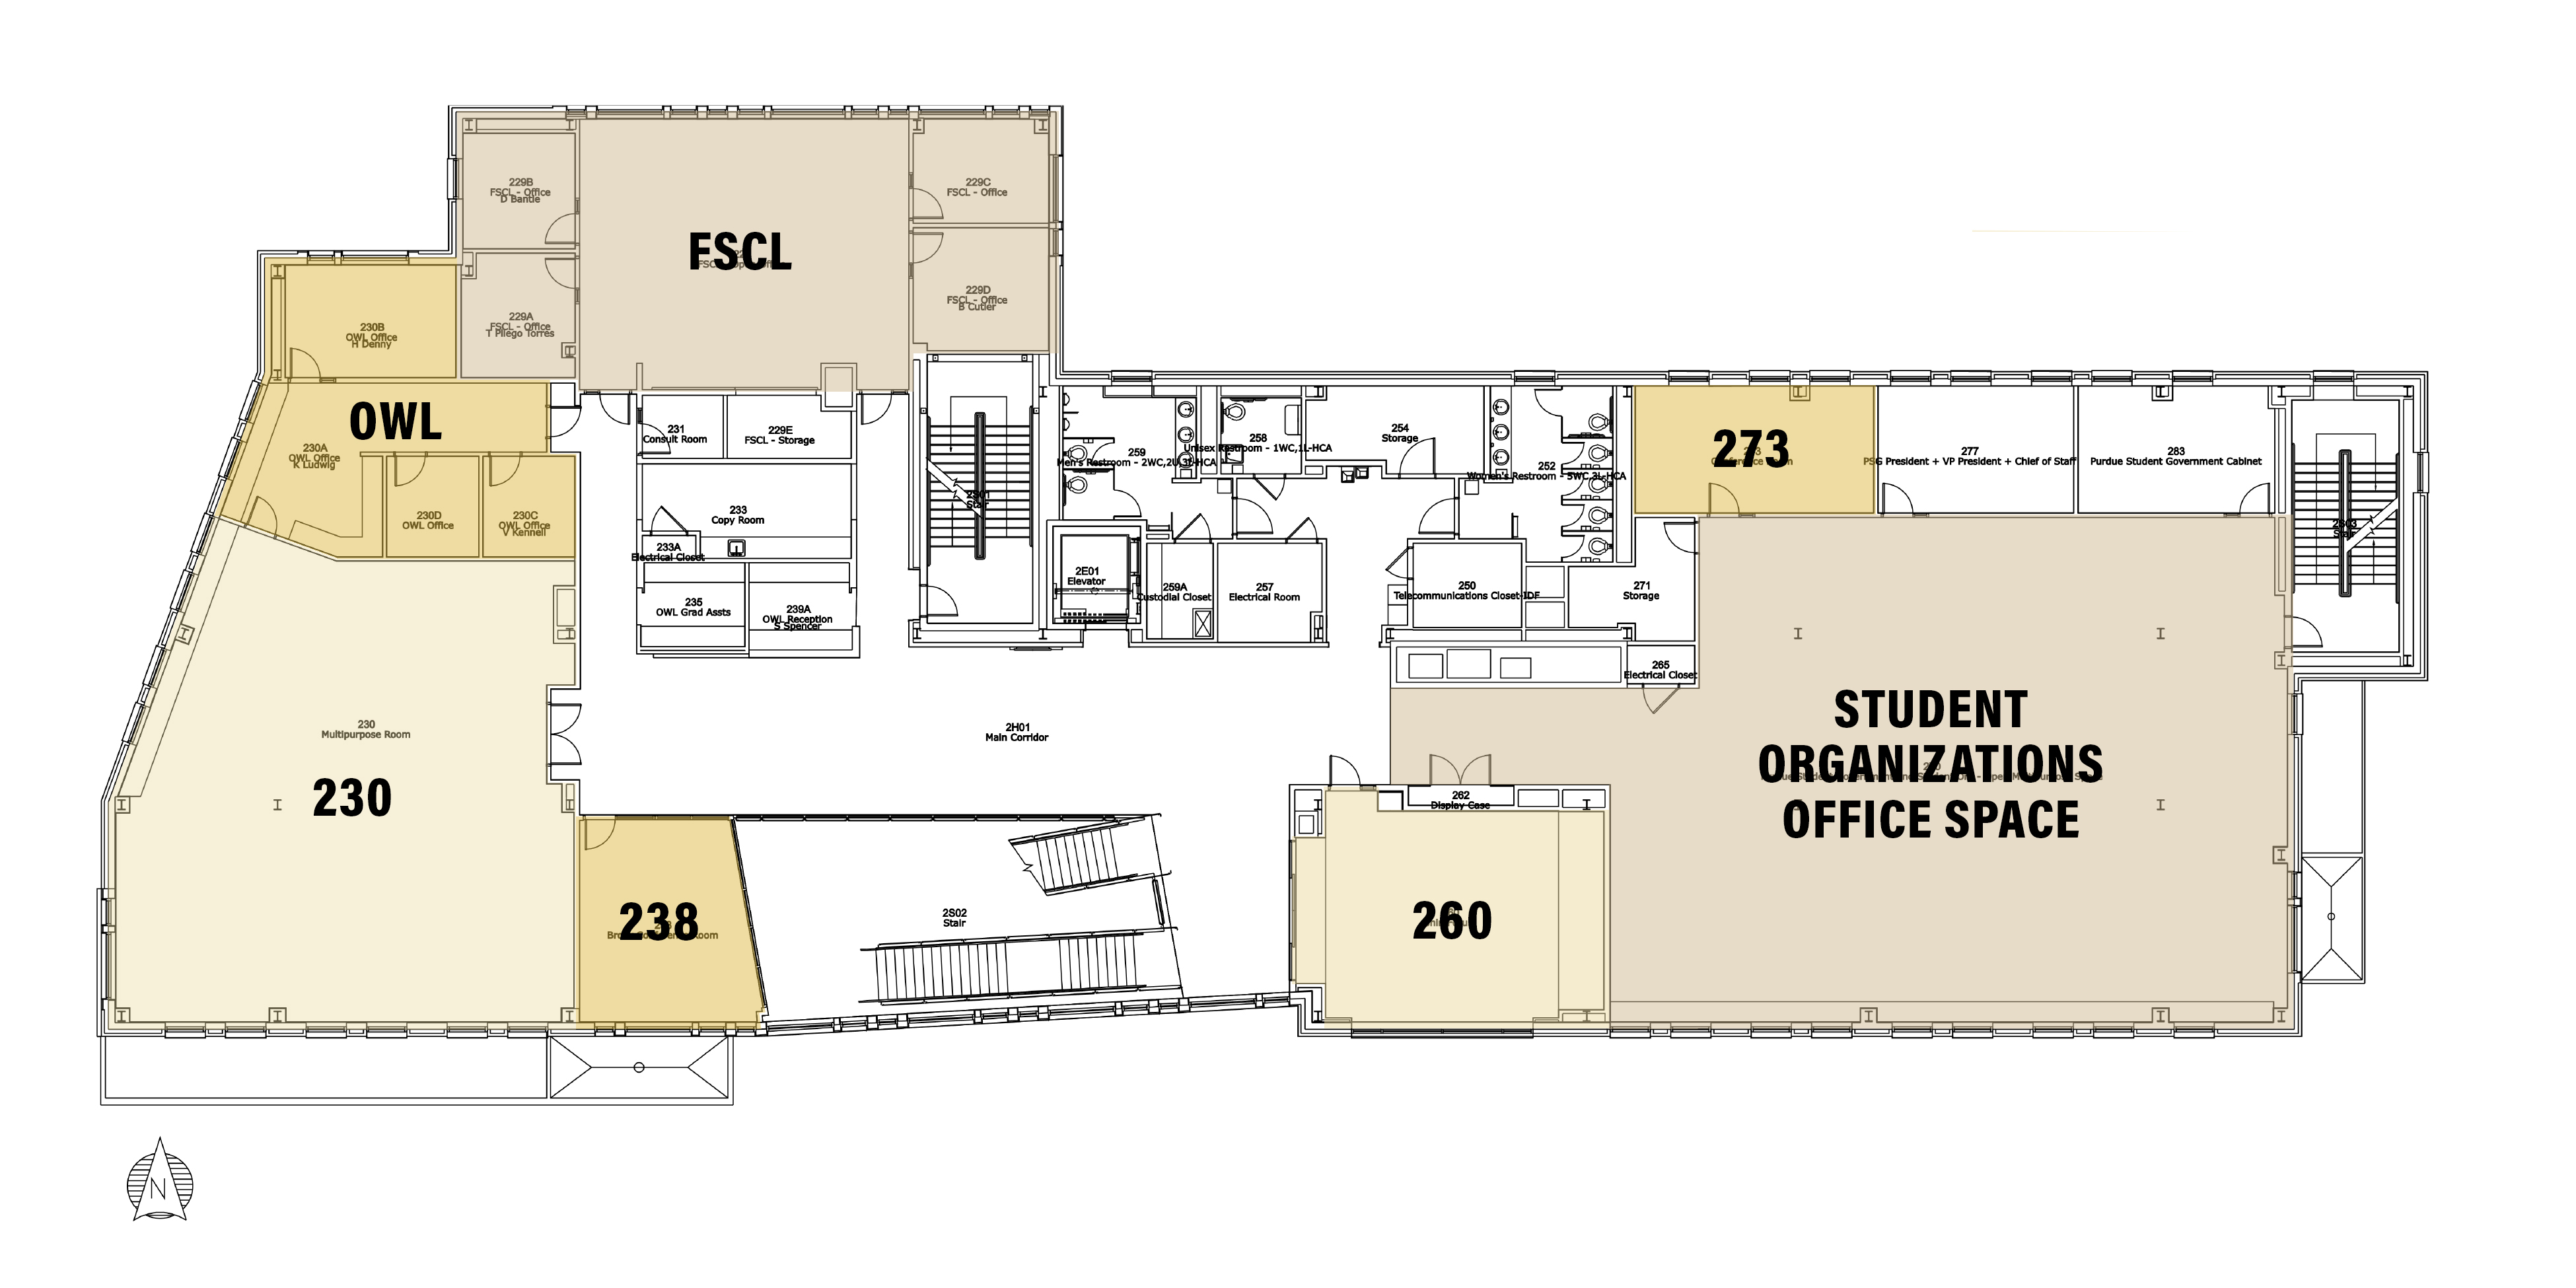 229B
FSCL - Office
D Bantle
229C
FSCL - Office
FSCL
229D
FSCL - Office
B Cutler
229A
FSCL - Office
T Pliego Torres
230B
OWL Office
H Denny
OWL
230A
OWL Office
K Ludwig
230D
OWL Office
230C
OWL Office
V Kennell
231
Consult Room
229E
FSCL - Storage
233
Copy Room
233A
Electrical Closet
235
OWL Grad Assts
239A
OWL Reception
S Spencer
2S01
Stair
259
Men's Restroom - 2WC,2U,3L-HCA
258
Unisex Restroom - 1WC,1L-HCA
254
Storage
252
Women's Restroom - 5WC,3L-HCA
273
277
PSG President + VP President + Chief of Staff
283
Purdue Student Government Cabinet
2S03
Stair
2E01
Elevator
259A
Custodial Closet
257
Electrical Room
250
Telecommunications Closet-IDF
271
Storage
265
Electrical Closet
230
Multipurpose Room
230
2H01
Main Corridor
STUDENT
ORGANIZATIONS
OFFICE SPACE
262
Display Case
238
2S02
Stair
260
N